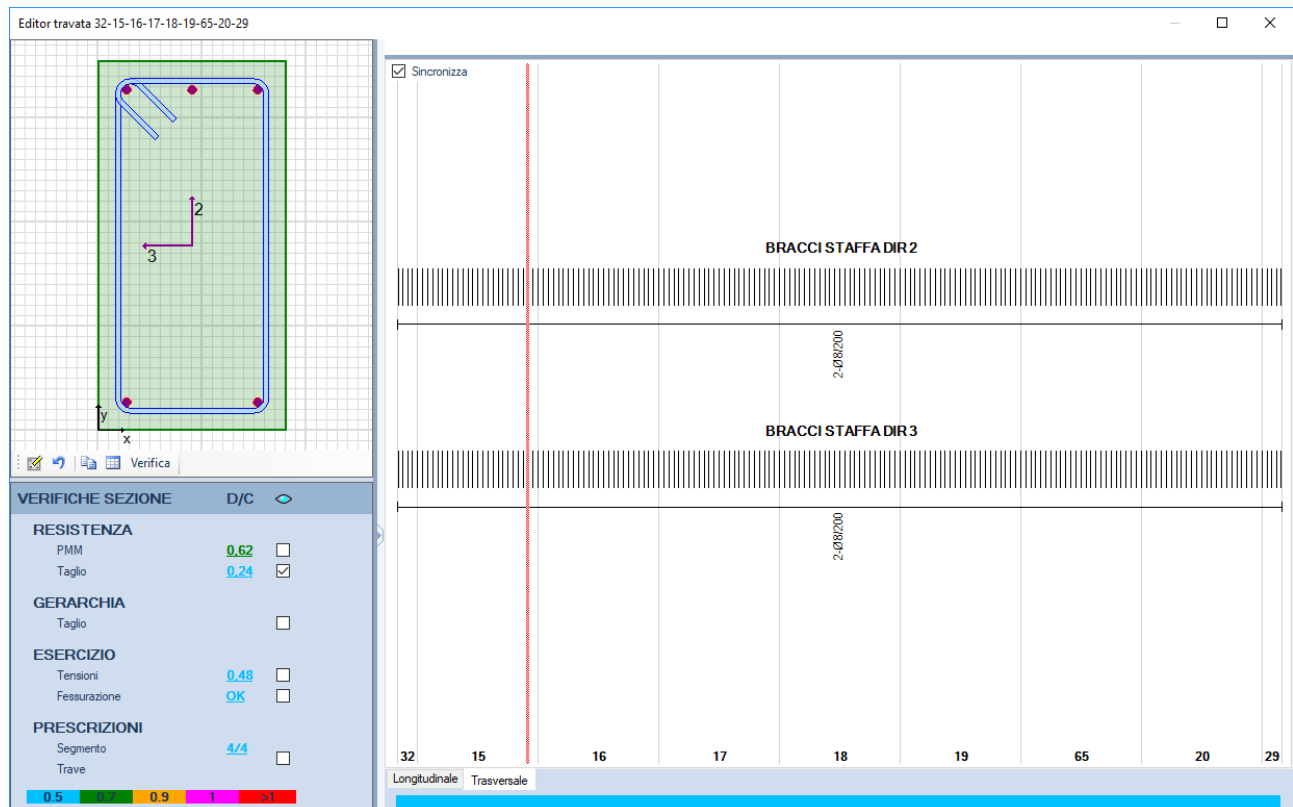 Editor travata 32-15-16-17-18-19-65-20-29
2
3
y
x
Verifica
VERIFICHE SEZIONE D/C
RESISTENZA
PMM 0,62
Taglio 0,24
GERARCHIA
Taglio
ESERCIZIO
Tensioni 0,48
Fessurazione OK
PRESCRIZIONI
Segmento 4/4
Trave
0.5 0.7 0.9 1 >1
Sincronizza
BRACCI STAFFA DIR 2
2-Ø8/200
BRACCI STAFFA DIR 3
2-Ø8/200
32 15 16 17 18 19 65 20 29
Longitudinale Trasversale